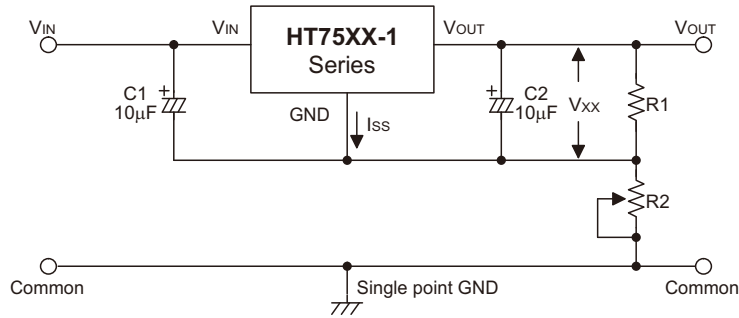 VIN
VIN
HT75XX-1
Series
VOUT
VOUT
C1
10μF
GND
ISS
C2
10μF
VXX
R1
R2
Common
Single point GND
Common